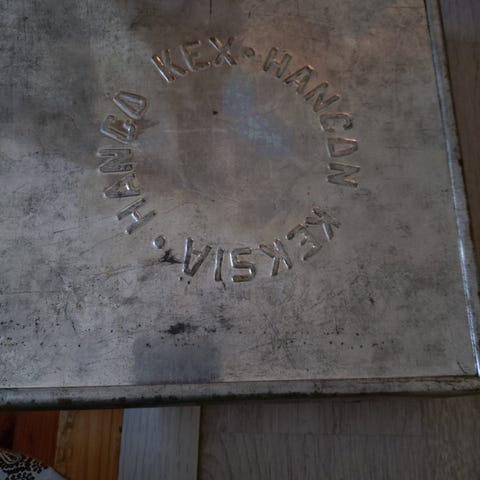 HANGÖ KEX · HANGON KEKSIÄ ·